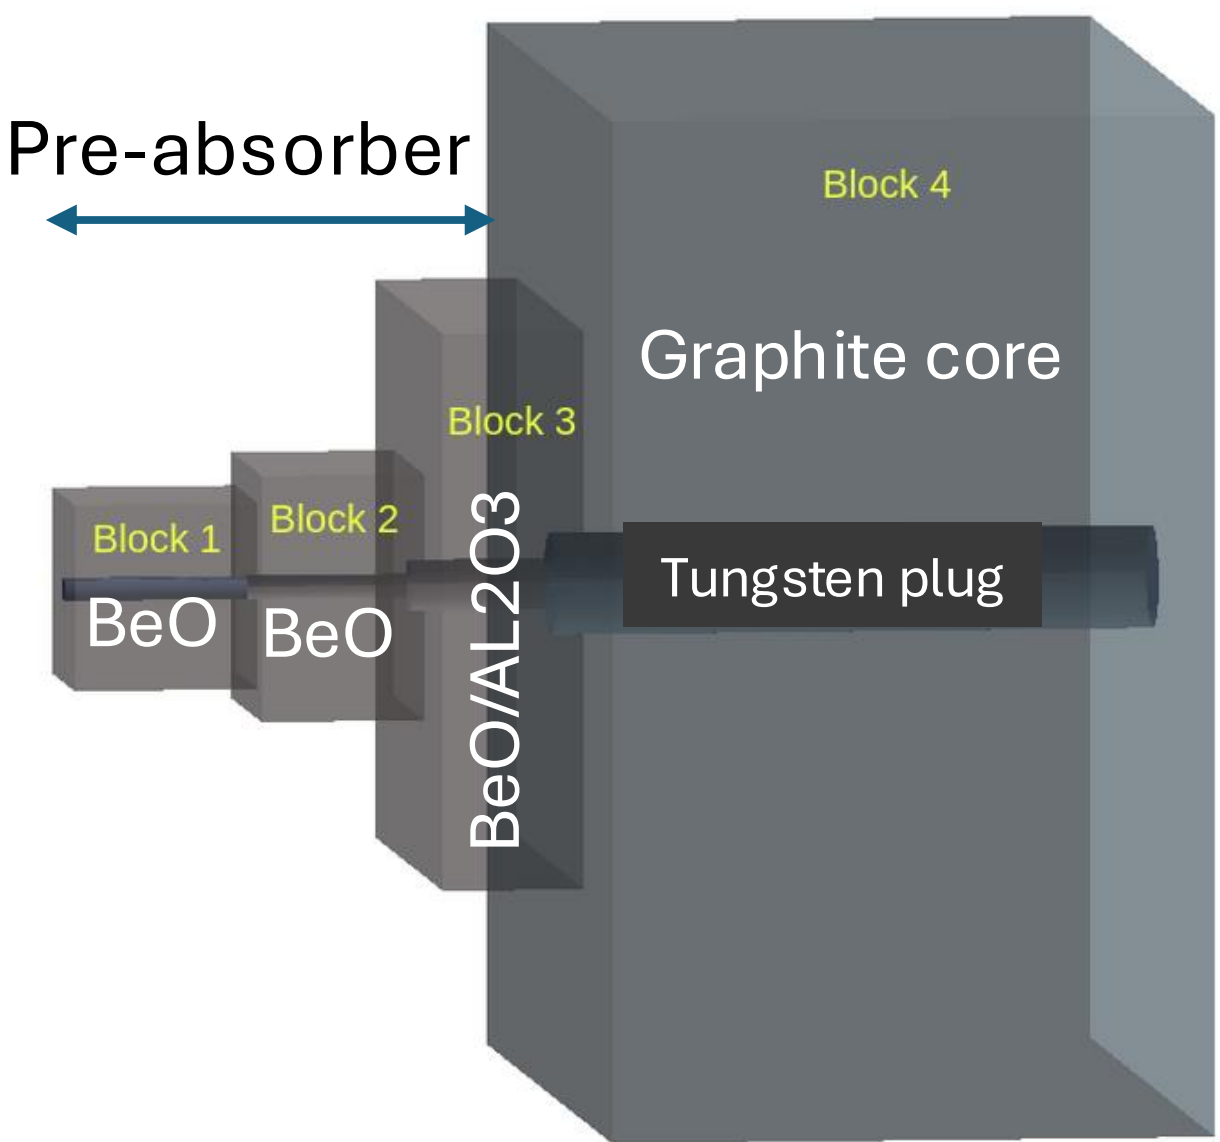 Pre-absorber
Block 4
Graphite core
Block 3
Block 2
Block 1
BeO
BeO
BeO/AL2O3
Tungsten plug